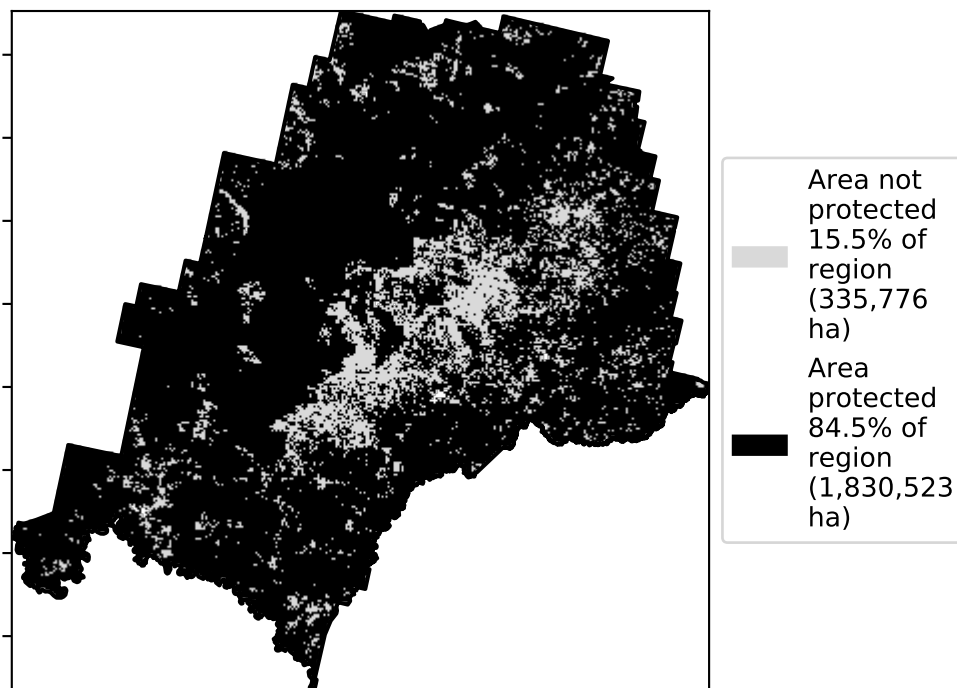 Area not
protected
15.5% of
region
(335,776
ha)
Area
protected
84.5% of
region
(1,830,523
ha)